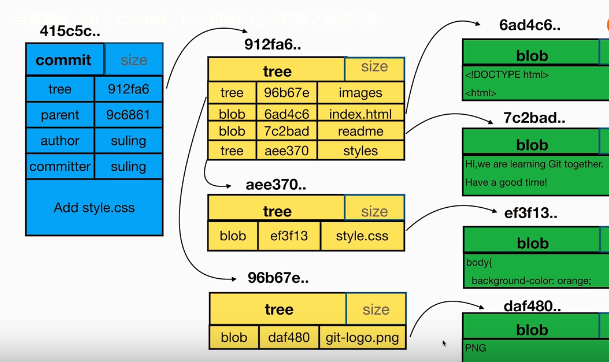 415c5c..
commit size
tree 912fa6
parent 9c6861
author suling
committer suling
Add style.css
912fa6..
tree size
tree 96b67e images
blob 6ad4c6 index.html
blob 7c2bad readme
tree aee370 styles
aee370..
tree size
blob ef3f13 style.css
96b67e..
tree size
blob daf480 git-logo.png
6ad4c6..
blob
<!DOCTYPE html>
<html>
7c2bad..
blob
Hi,we are learning Git together.
Have a good time!
ef3f13..
blob
body{
background-color: orange;
daf480..
blob
PNG